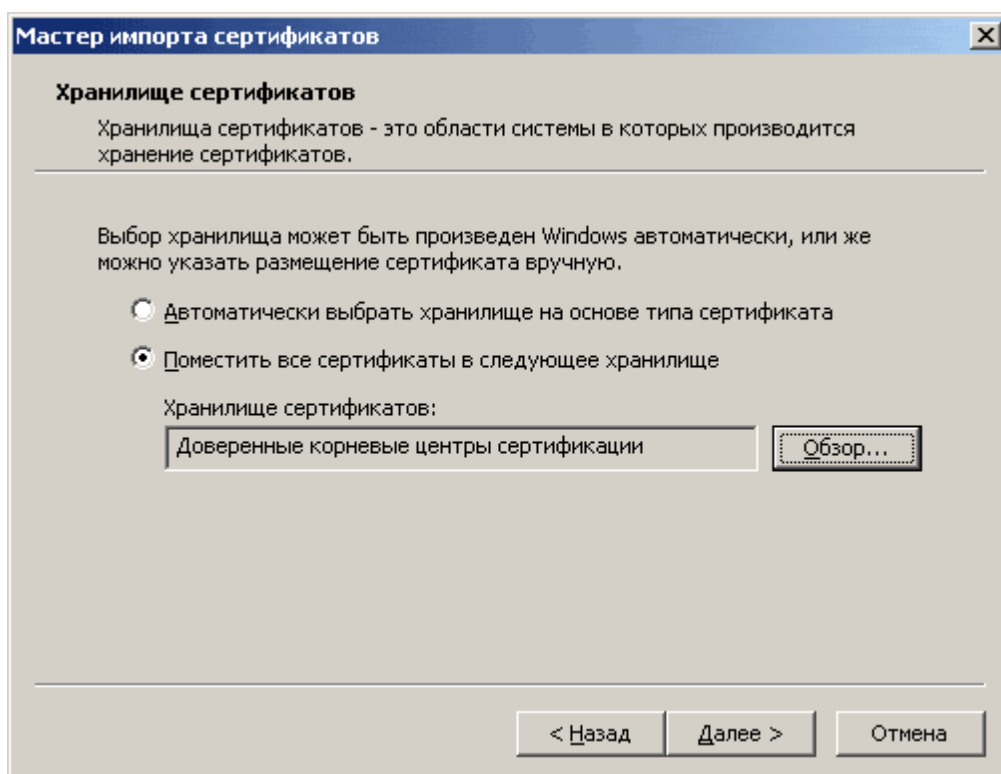 Мастер импорта сертификатов
Хранилище сертификатов
Хранилища сертификатов - это области системы в которых производится
хранение сертификатов.
Выбор хранилища может быть произведен Windows автоматически, или же
можно указать размещение сертификата вручную.
Автоматически выбрать хранилище на основе типа сертификата
Поместить все сертификаты в следующее хранилище
Хранилище сертификатов:
Доверенные корневые центры сертификации
Обзор...
< Назад
Далее >
Отмена